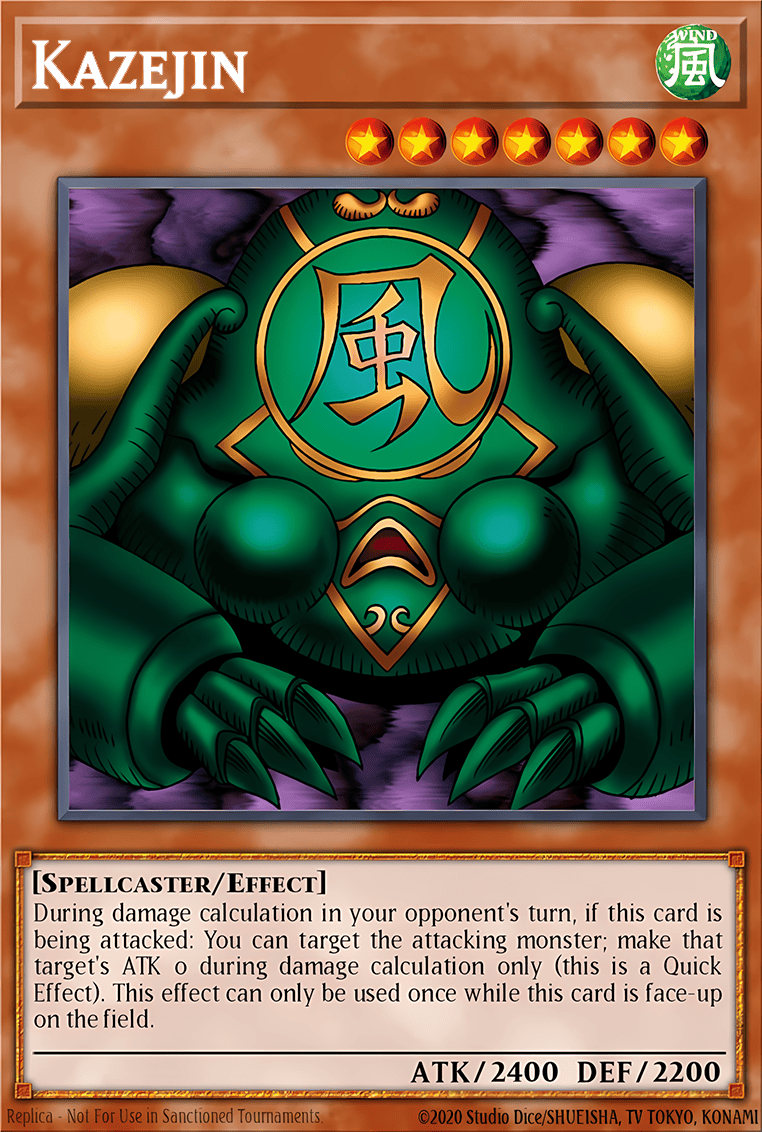 Kazejin
WIND
風
風
[Spellcaster/Effect]
During damage calculation in your opponent's turn, if this card is
being attacked: You can target the attacking monster; make that
target's ATK 0 during damage calculation only (this is a Quick
Effect). This effect can only be used once while this card is face-up
on the field.
ATK/2400 DEF/2200
Replica - Not For Use in Sanctioned Tournaments.
©2020 Studio Dice/SHUEISHA, TV TOKYO, KONAMI